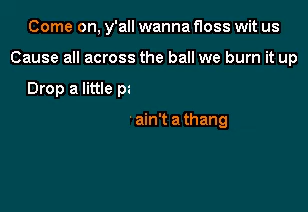 Come on, y'all wanna floss wit us
Cause all across the ball we burn it up
Drop a little
ain't a thang